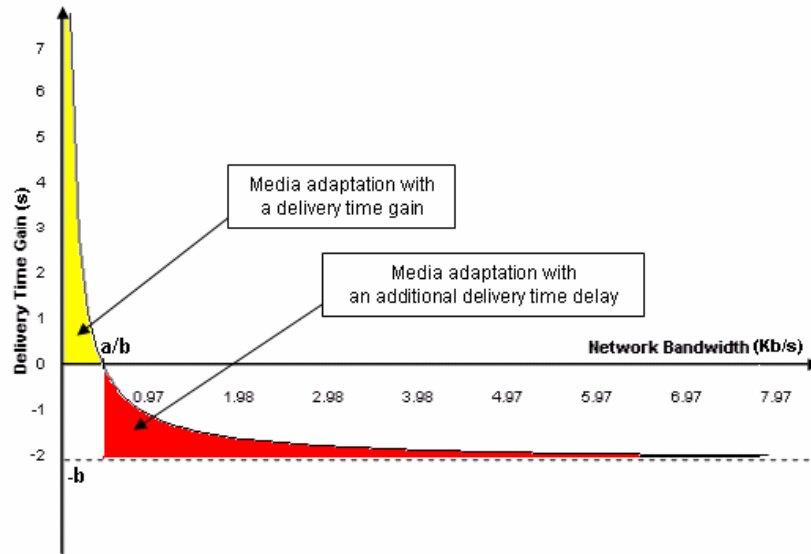 7
6
5
4
3
2
1
0
-1
-2
-b
Delivery Time Gain (s)
Media adaptation with
a delivery time gain
Media adaptation with
an additional delivery time delay
a/b
Network Bandwidth (Kb/s)
0.97 1.98 2.98 3.98 4.97 5.97 6.97 7.97